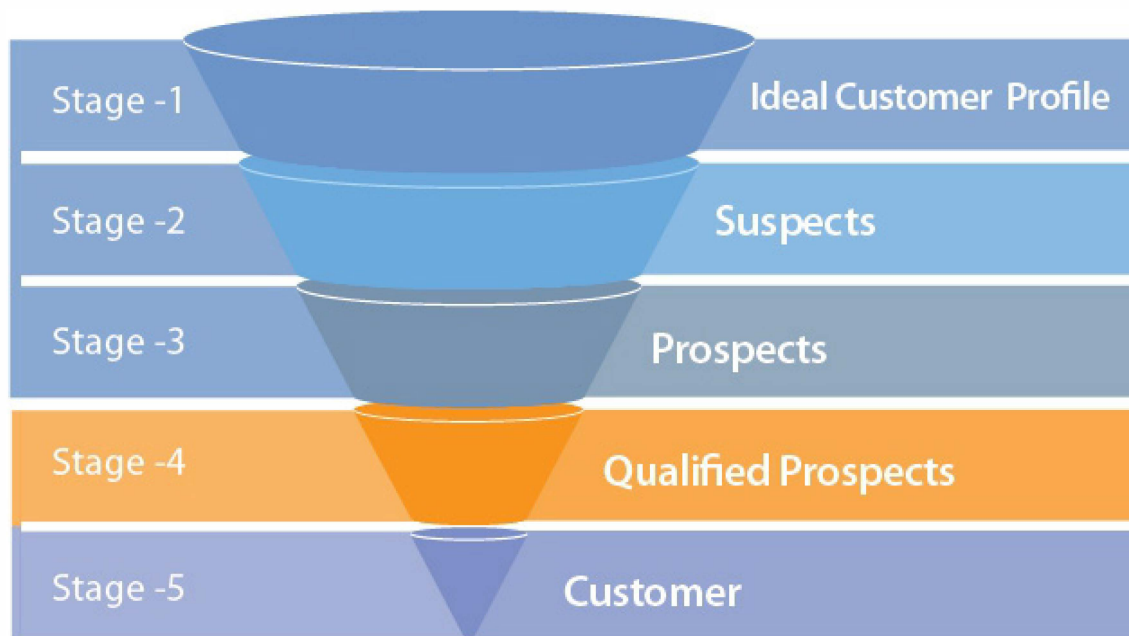 Stage -1
Ideal Customer Profile
Stage -2
Suspects
Stage -3
Prospects
Stage -4
Qualified Prospects
Stage -5
Customer